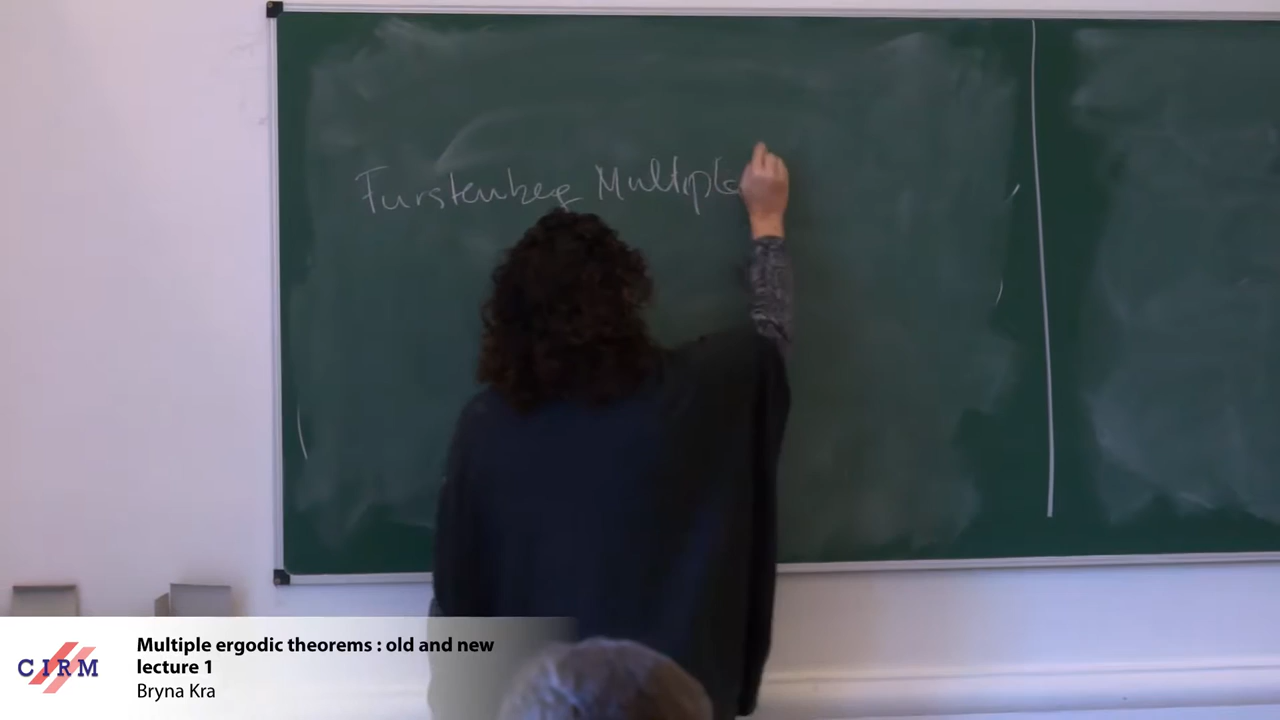 Furstenberg Multiple
CIRM
Multiple ergodic theorems : old and new
lecture 1
Bryna Kra